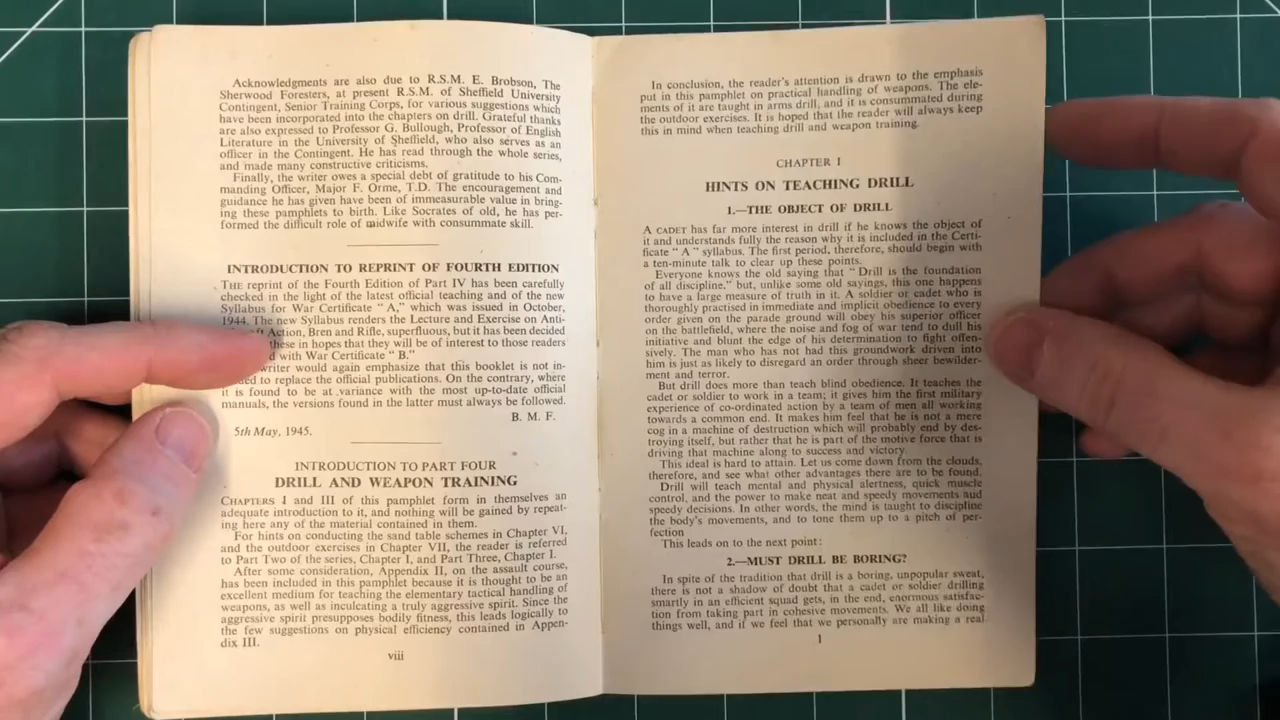 Acknowledgments are also due to R.S.M. E. Brobson, The
Sherwood Foresters, at present R.S.M. of Sheffield University
Contingent, Senior Training Corps, for various suggestions which
have been incorporated into the chapters on drill. Grateful thanks
are also expressed to Professor G. Bullough, Professor of English
Literature in the University of Sheffield, who also serves as an
officer in the Contingent. He has read through the whole series,
and made many constructive criticisms.
Finally, the writer owes a special debt of gratitude to his Com-
manding Officer, Major F. Orme, T.D. The encouragement and
guidance he has given have been of immeasurable value in bring-
ing these pamphlets to birth. Like Socrates of old, he has per-
formed the difficult role of midwife with consummate skill.
INTRODUCTION TO REPRINT OF FOURTH EDITION
THE reprint of the Fourth Edition of Part IV has been carefully
checked in the light of the latest official teaching and of the new
Syllabus for War Certificate “ A,” which was issued in October,
1944. The new Syllabus renders the Lecture and Exercise on Anti-
Action, Bren and Rifle, superfluous, but it has been decided
these in hopes that they will be of interest to those readers
with War Certificate “ B.”
writer would again emphasize that this booklet is not in-
to replace the official publications. On the contrary, where
it is found to be at variance with the most up-to-date official
manuals, the versions found in the latter must always be followed.
B. M. F.
5th May, 1945.
INTRODUCTION TO PART FOUR
DRILL AND WEAPON TRAINING
CHAPTERS I and III of this pamphlet form in themselves an
adequate introduction to it, and nothing will be gained by repeat-
ing here any of the material contained in them.
For hints on conducting the sand table schemes in Chapter VI,
and the outdoor exercises in Chapter VII, the reader is referred
to Part Two of the series, Chapter I, and Part Three, Chapter I.
After some consideration, Appendix II, on the assault course,
has been included in this pamphlet because it is thought to be an
excellent medium for teaching the elementary tactical handling of
weapons, as well as inculcating a truly aggressive spirit. Since the
aggressive spirit presupposes bodily fitness, this leads logically to
the few suggestions on physical efficiency contained in Appen-
dix III.
viii
In conclusion, the reader's attention is drawn to the emphasis
put in this pamphlet on practical handling of weapons. The ele-
ments of it are taught in arms drill, and it is consummated during
the outdoor exercises. It is hoped that the reader will always keep
this in mind when teaching drill and weapon training.
CHAPTER I
HINTS ON TEACHING DRILL
1.—THE OBJECT OF DRILL
A CADET has far more interest in drill if he knows the object of
it and understands fully the reason why it is included in the Certi-
ficate “ A ” syllabus. The first period, therefore, should begin with
a ten-minute talk to clear up these points.
Everyone knows the old saying that “ Drill is the foundation
of all discipline,” but, unlike some old sayings, this one happens
to have a large measure of truth in it. A soldier or cadet who is
thoroughly practised in immediate and implicit obedience to every
order given on the parade ground will obey his superior officer
on the battlefield, where the noise and fog of war tend to dull his
initiative and blunt the edge of his determination to fight offen-
sively. The man who has not had this groundwork driven into
him is just as likely to disregard an order through sheer bewilder-
ment and terror.
But drill does more than teach blind obedience. It teaches the
cadet or soldier to work in a team; it gives him the first military
experience of co-ordinated action by a team of men all working
towards a common end. It makes him feel that he is not a mere
cog in a machine of destruction which will probably end by des-
troying itself, but rather that he is part of the motive force that is
driving that machine along to success and victory.
This ideal is hard to attain. Let us come down from the clouds,
therefore, and see what other advantages there are to be found.
Drill will teach mental and physical alertness, quick muscle
control, and the power to make neat and speedy movements and
speedy decisions. In other words, the mind is taught to discipline
the body's movements, and to tone them up to a pitch of per-
fection
This leads on to the next point:
2.—MUST DRILL BE BORING?
In spite of the tradition that drill is a boring, unpopular sweat,
there is not a shadow of doubt that a cadet or soldier drilling
smartly in an efficient squad gets, in the end, enormous satisfac-
tion from taking part in cohesive movements. We all like doing
things well, and if we feel that we personally are making a real
1